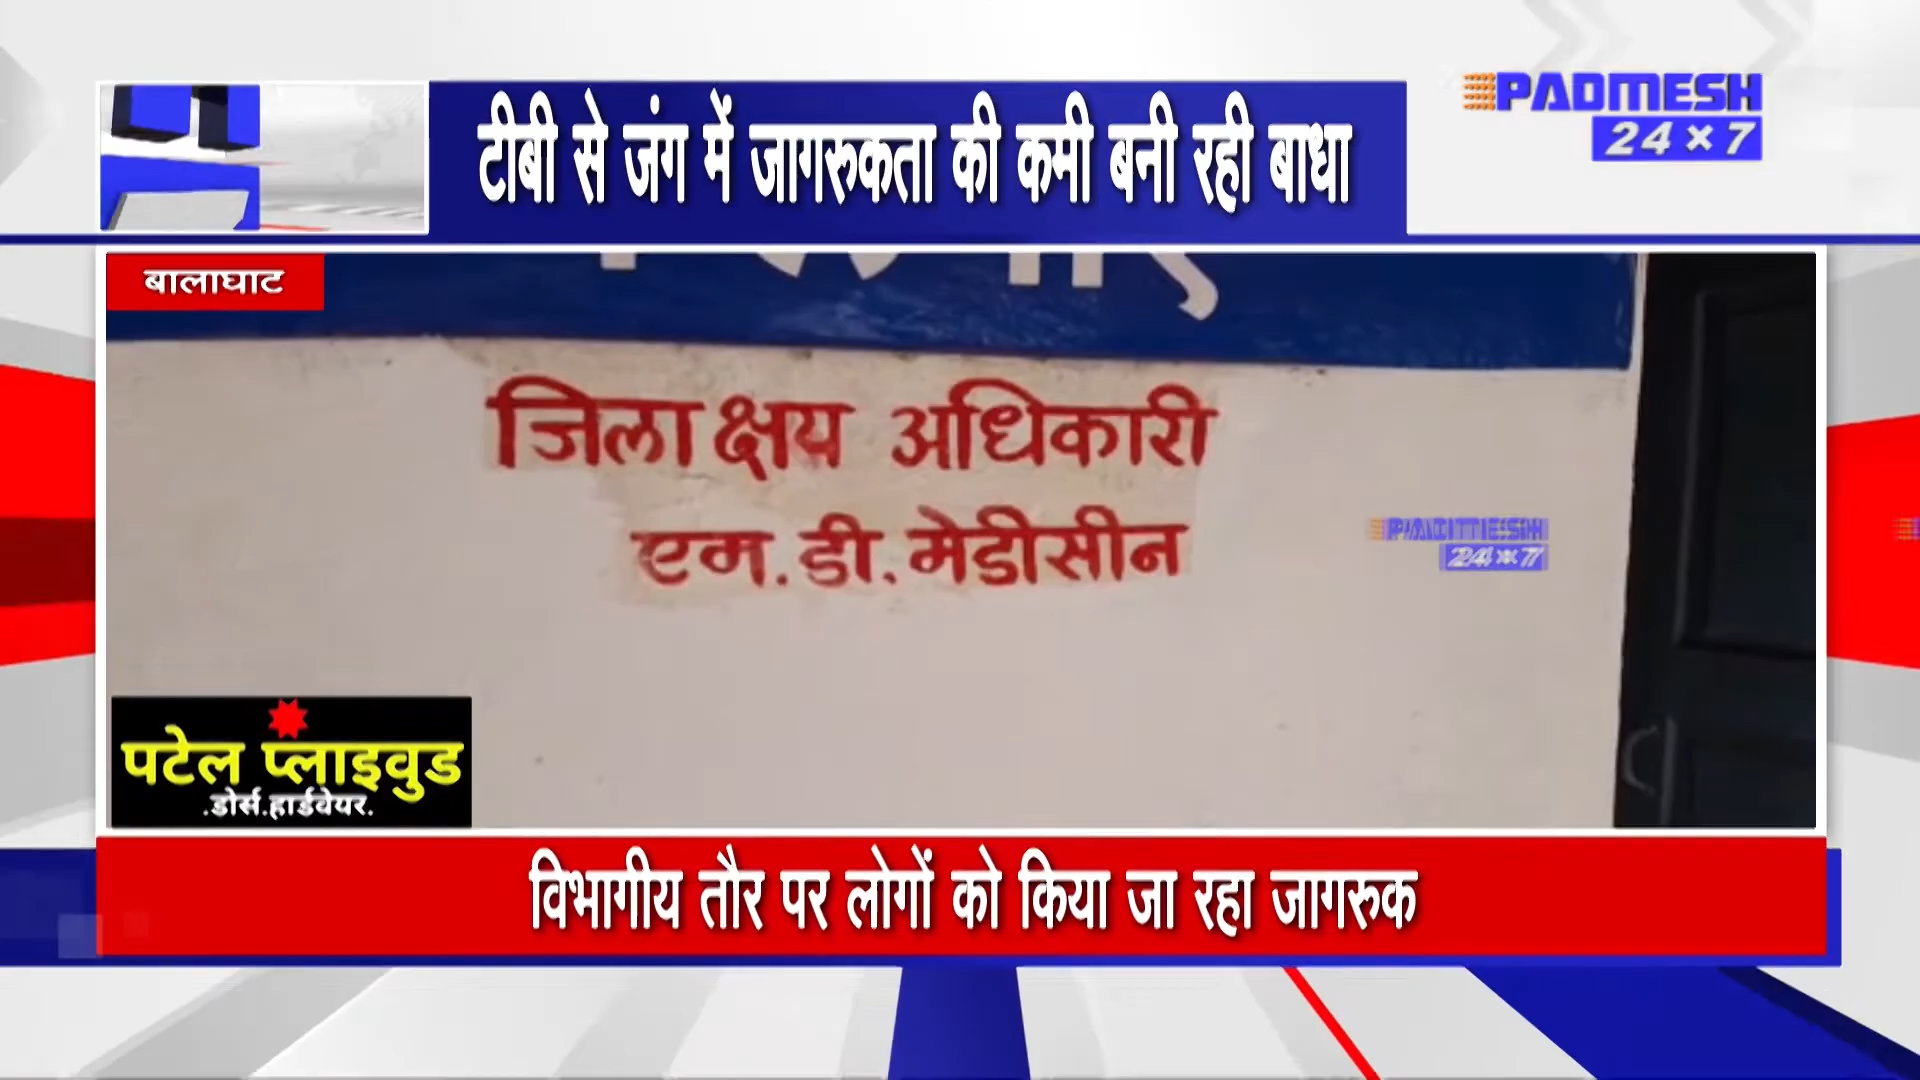 टीबी से जंग में जागरुकता की कमी बनी रही बाधा
PADMESH
24×7
बालाघाट
जिला क्षय अधिकारी
एम.डी.मेडीसीन
PADMESH
24×7
पटेल प्लाइवुड
.डोर्स.हार्डवेयर.
विभागीय तौर पर लोगों को किया जा रहा जागरुक